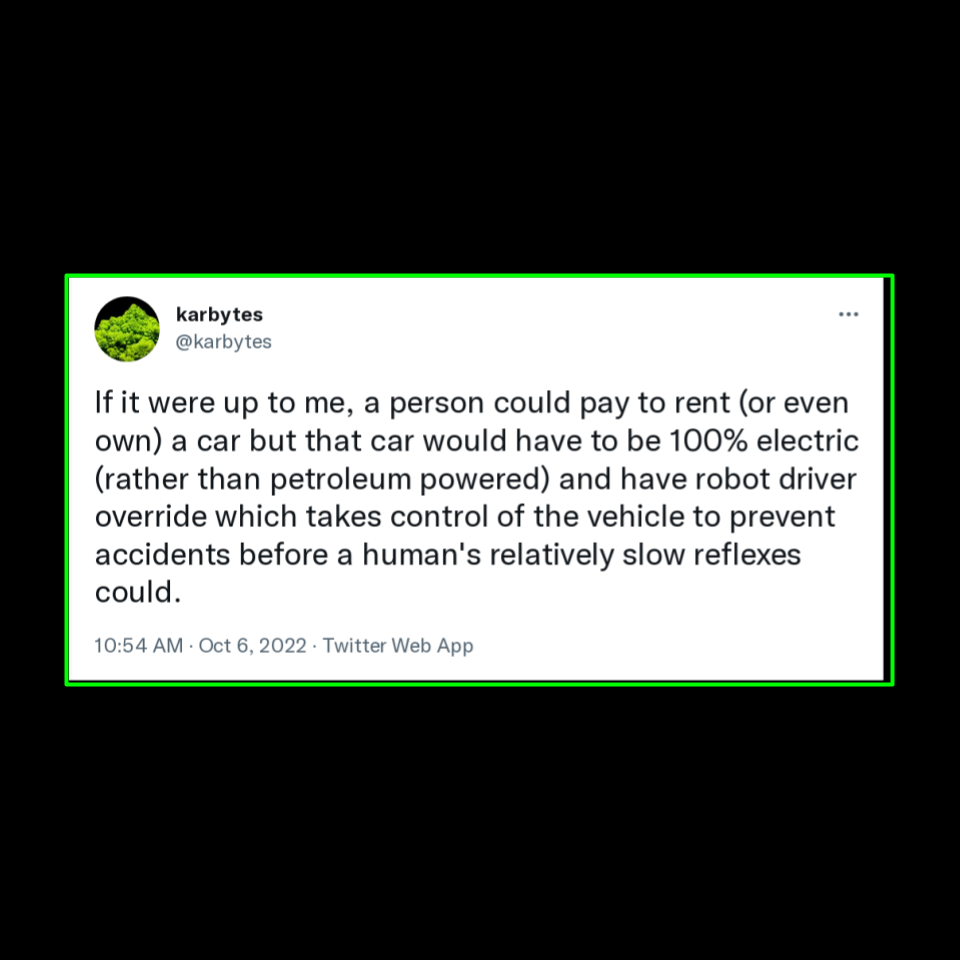 karbytes
@karbytes
If it were up to me, a person could pay to rent (or even
own) a car but that car would have to be 100% electric
(rather than petroleum powered) and have robot driver
override which takes control of the vehicle to prevent
accidents before a human's relatively slow reflexes
could.
10:54 AM · Oct 6, 2022 · Twitter Web App